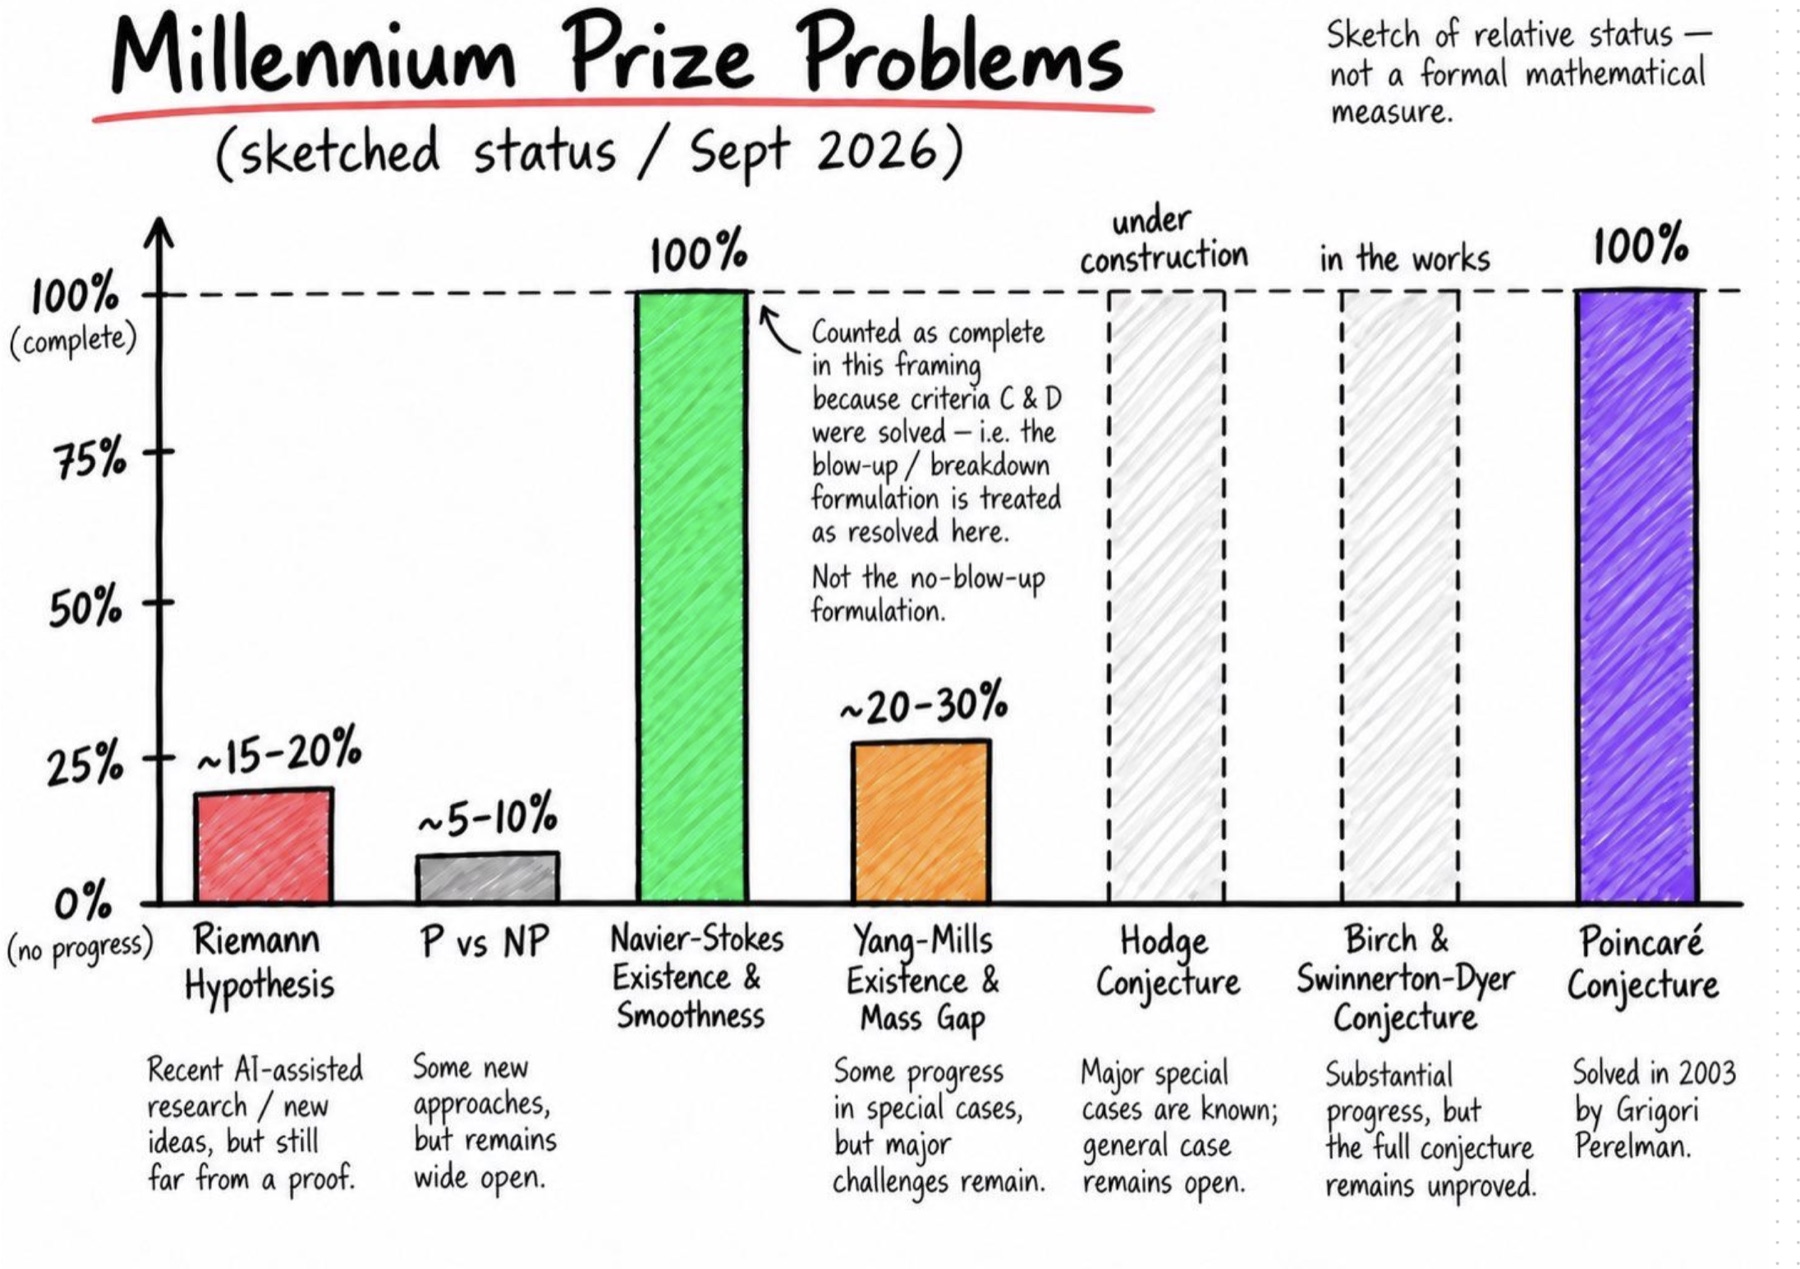 Millennium Prize Problems
(sketched status / Sept 2026)
Sketch of relative status —
not a formal mathematical
measure.
100%
(complete)
75%
50%
25%
0%
(no progress)
~15-20%
~5-10%
100%
Counted as complete
in this framing
because criteria C & D
were solved – i.e. the
blow-up / breakdown
formulation is treated
as resolved here.
Not the no-blow-up
formulation.
~20-30%
under
construction
in the works
100%
Riemann
Hypothesis
P vs NP
Navier-Stokes
Existence &
Smoothness
Yang-Mills
Existence &
Mass Gap
Hodge
Conjecture
Birch &
Swinnerton-Dyer
Conjecture
Poincaré
Conjecture
Recent AI-assisted
research / new
ideas, but still
far from a proof.
Some new
approaches,
but remains
wide open.
Some progress
in special cases,
but major
challenges remain.
Major special
cases are known;
general case
remains open.
Substantial
progress, but
the full conjecture
remains unproved.
Solved in 2003
by Grigori
Perelman.